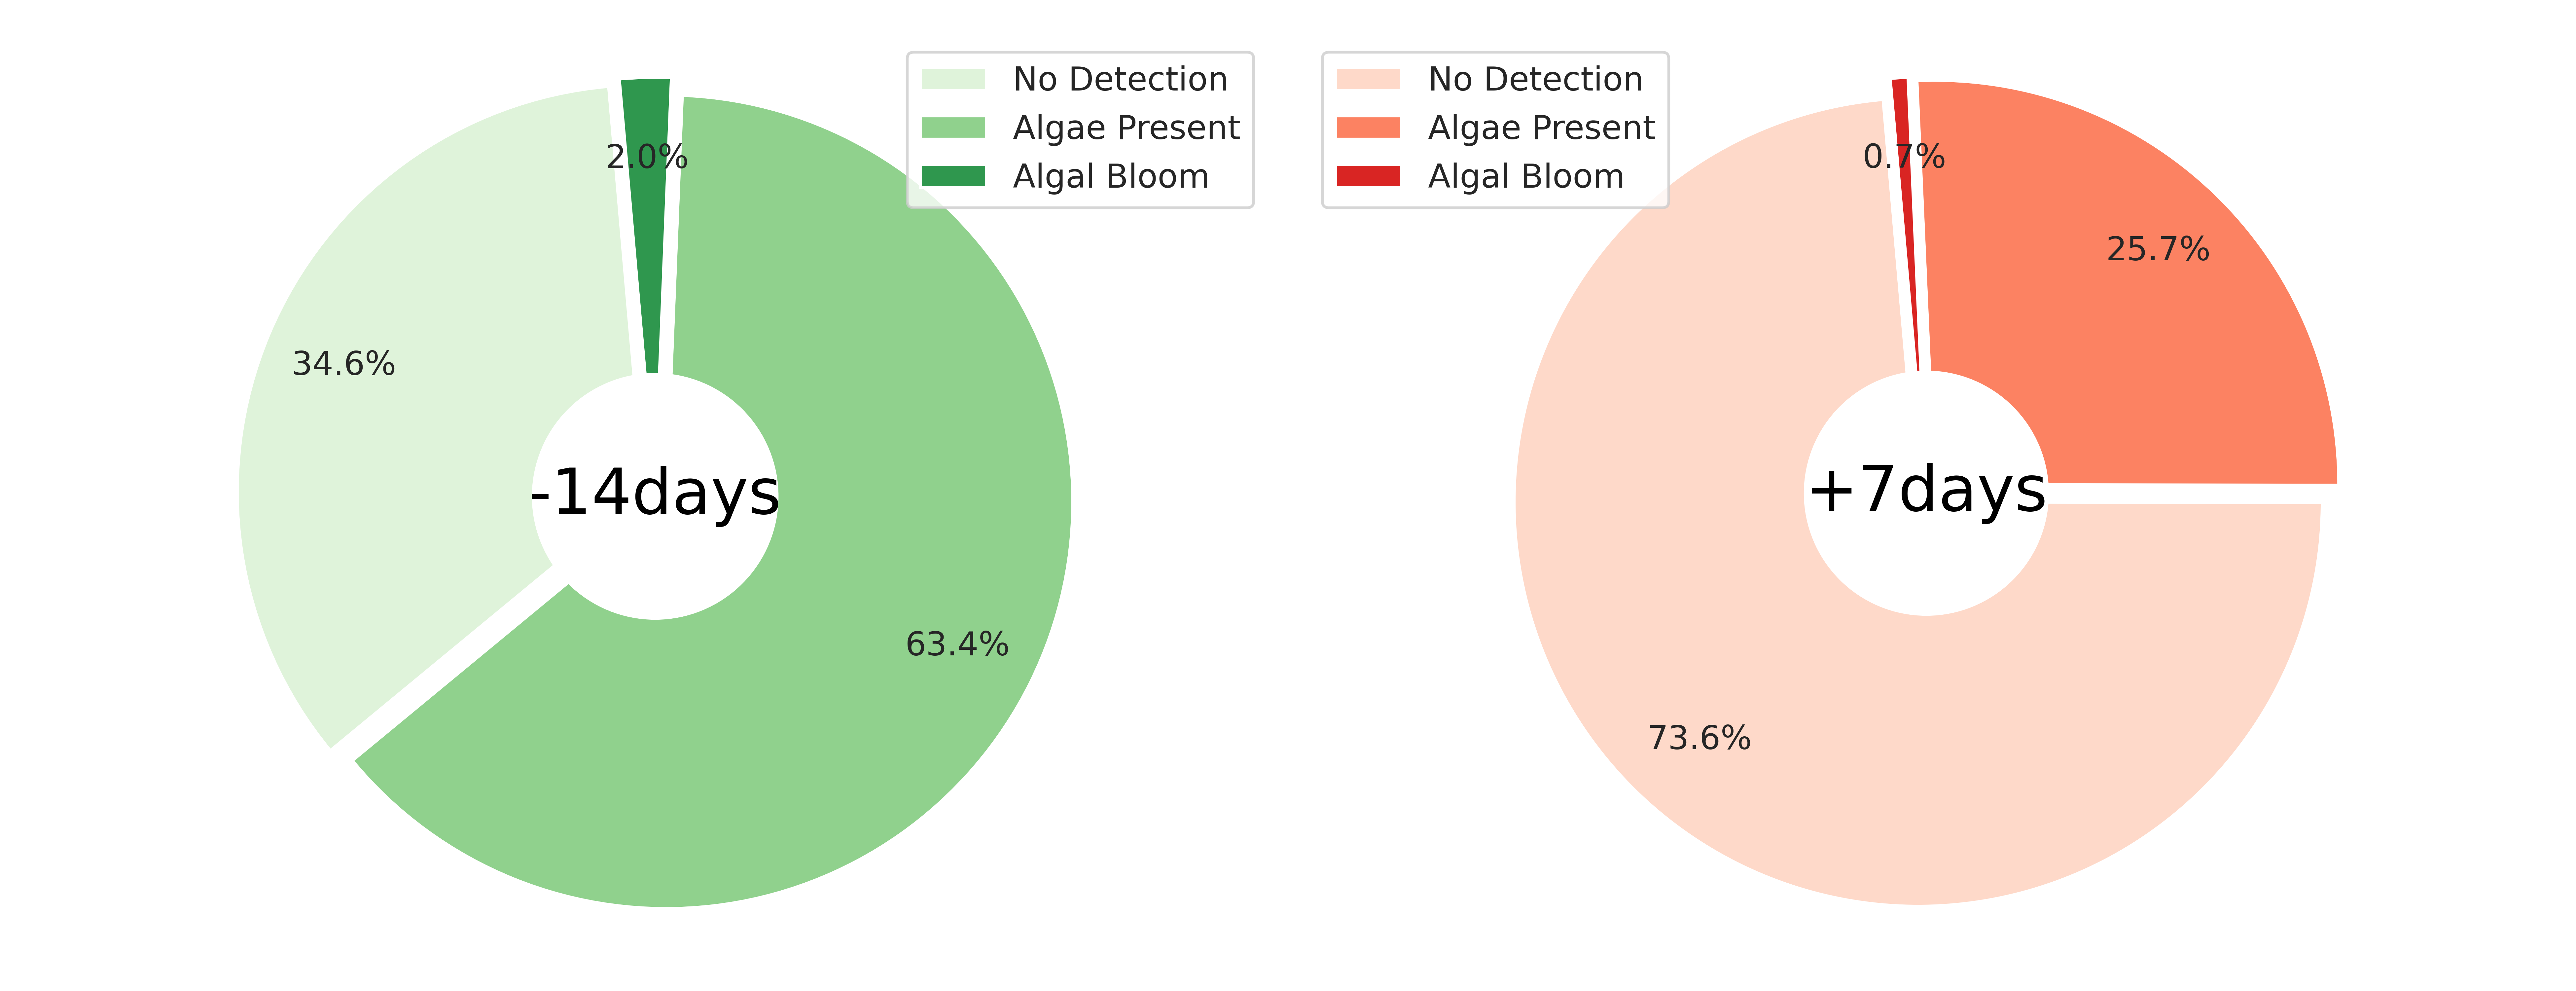 No Detection
Algae Present
Algal Bloom
2.0%
34.6%
63.4%
-14days
No Detection
Algae Present
Algal Bloom
0.7%
25.7%
73.6%
+7days